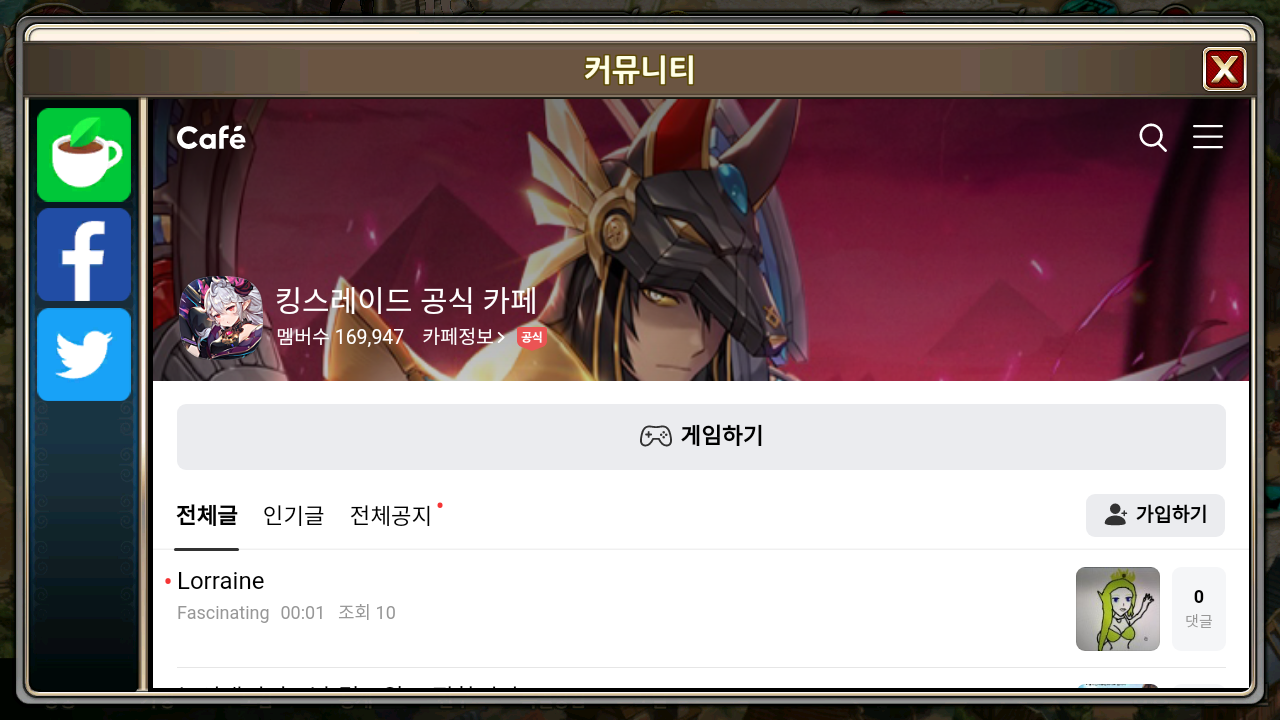 커뮤니티
Café
킹스레이드 공식 카페
멤버수 169,947 카페정보 공식
게임하기
전체글 인기글 전체공지
가입하기
Lorraine
Fascinating 00:01 조회 10
0
댓글